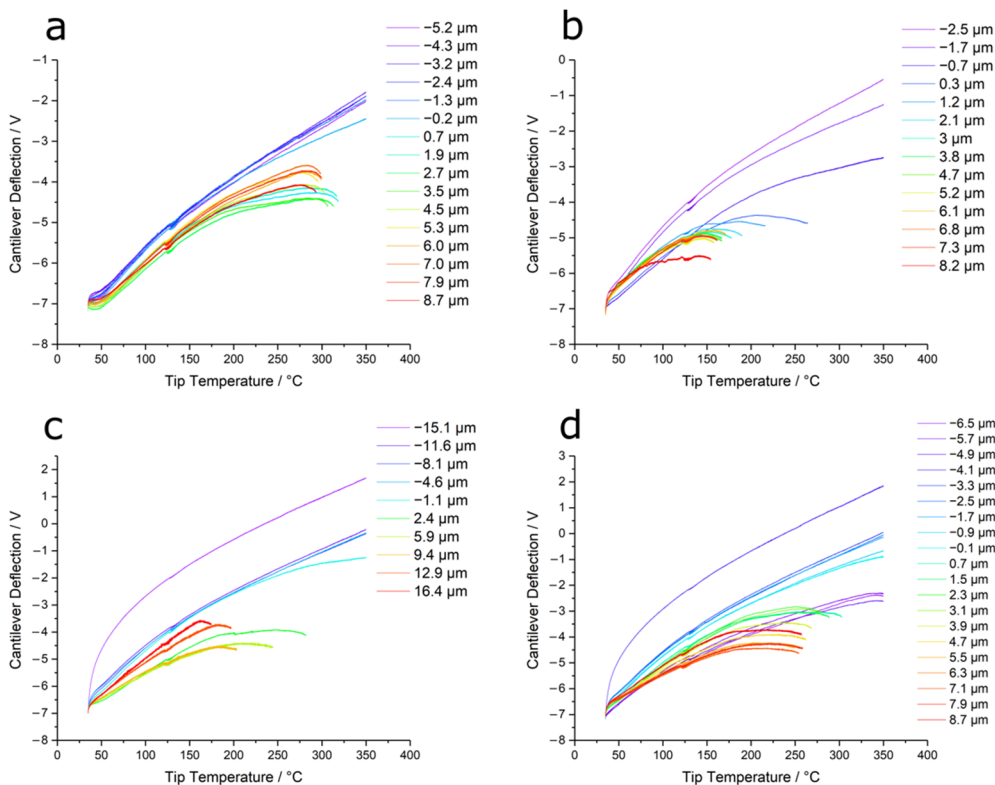 a
−5.2 µm
−4.3 µm
−3.2 µm
−2.4 µm
−1.3 µm
−0.2 µm
0.7 µm
1.9 µm
2.7 µm
3.5 µm
4.5 µm
5.3 µm
6.0 µm
7.0 µm
7.9 µm
8.7 µm
−1
−2
−3
−4
−5
−6
−7
−8
Cantilever Deflection / V
0 50 100 150 200 250 300 350 400
Tip Temperature / °C
b
−2.5 µm
−1.7 µm
−0.7 µm
0.3 µm
1.2 µm
2.1 µm
3 µm
3.8 µm
4.7 µm
5.2 µm
6.1 µm
6.8 µm
7.3 µm
8.2 µm
0
−1
−2
−3
−4
−5
−6
−7
−8
Cantilever Deflection / V
0 50 100 150 200 250 300 350 400
Tip Temperature / °C
c
−15.1 µm
−11.6 µm
−8.1 µm
−4.6 µm
−1.1 µm
2.4 µm
5.9 µm
9.4 µm
12.9 µm
16.4 µm
2
1
0
−1
−2
−3
−4
−5
−6
−7
−8
Cantilever Deflection / V
0 50 100 150 200 250 300 350 400
Tip Temperature / °C
d
−6.5 µm
−5.7 µm
−4.9 µm
−4.1 µm
−3.3 µm
−2.5 µm
−1.7 µm
−0.9 µm
−0.1 µm
0.7 µm
1.5 µm
2.3 µm
3.1 µm
3.9 µm
4.7 µm
5.5 µm
6.3 µm
7.1 µm
7.9 µm
8.7 µm
3
2
1
0
−1
−2
−3
−4
−5
−6
−7
−8
Cantilever Deflection / V
0 50 100 150 200 250 300 350 400
Tip Temperature / °C